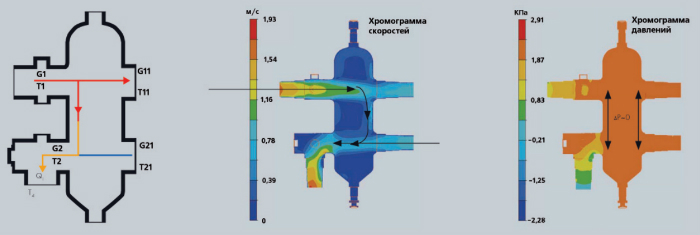 G1
G11
T1
T11
G2
G21
T2
T21
м/с
1,93
1,54
1,16
0,78
0,39
0
Хромограмма
скоростей
КПа
2,91
1,87
0,83
–0,21
–1,25
–2,28
Хромограмма
давлений
ΔP=0